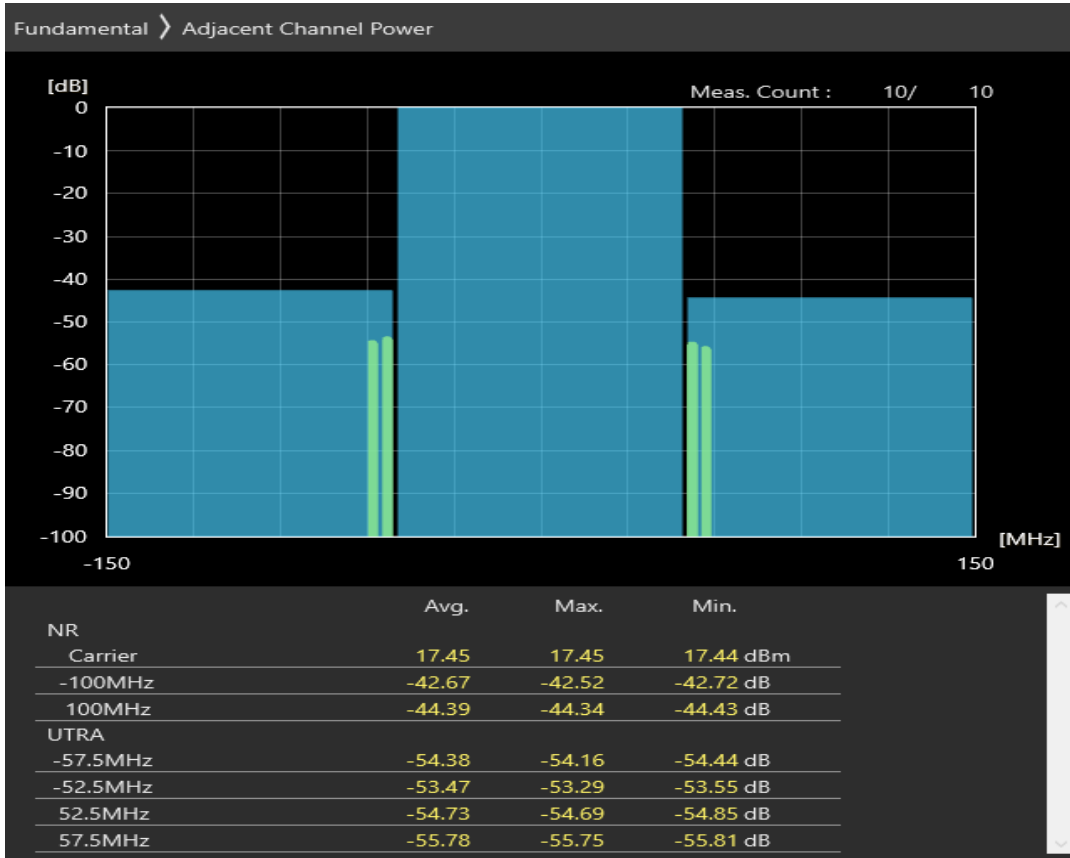 Fundamental 〉 Adjacent Channel Power
[dB]
Meas. Count : 10/ 10
0
-10
-20
-30
-40
-50
-60
-70
-80
-90
-100
[MHz]
-150 150
Avg. Max. Min.
NR
Carrier 17.45 17.45 17.44 dBm
-100MHz -42.67 -42.52 -42.72 dB
100MHz -44.39 -44.34 -44.43 dB
UTRA
-57.5MHz -54.38 -54.16 -54.44 dB
-52.5MHz -53.47 -53.29 -53.55 dB
52.5MHz -54.73 -54.69 -54.85 dB
57.5MHz -55.78 -55.75 -55.81 dB